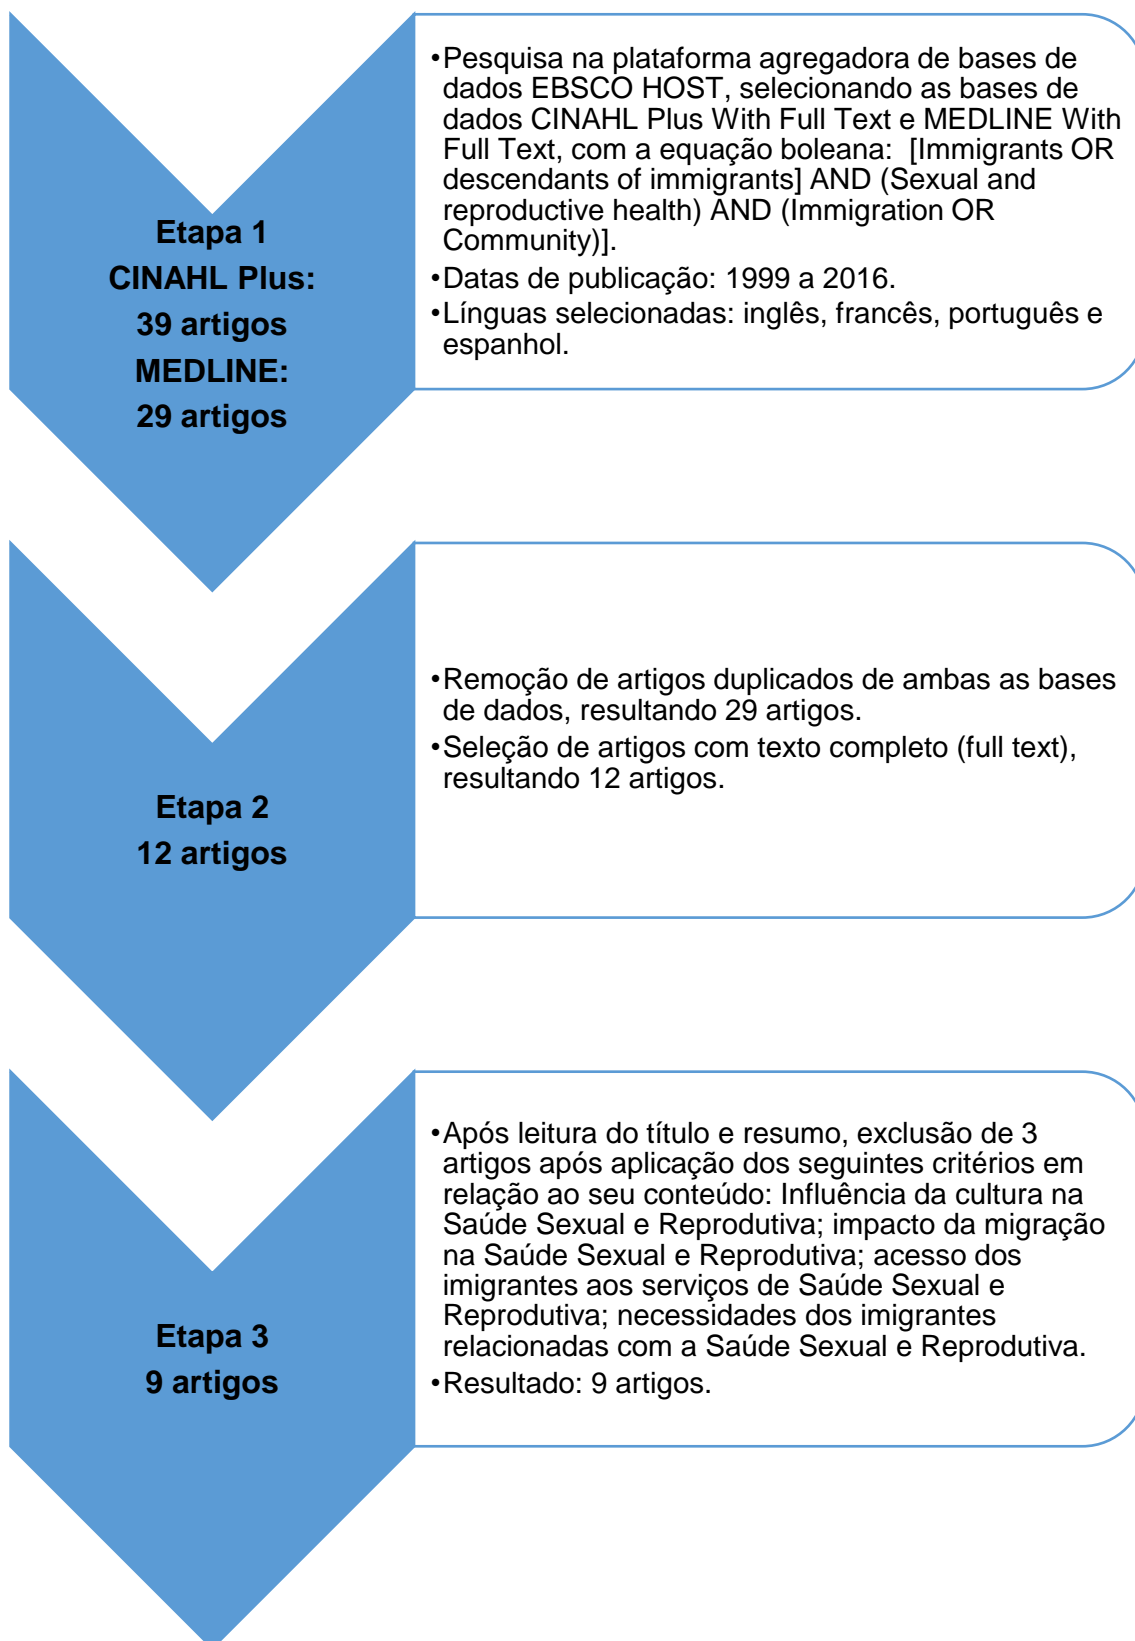 Etapa 1
CINAHL Plus:
39 artigos
MEDLINE:
29 artigos
•Pesquisa na plataforma agregadora de bases de
dados EBSCO HOST, selecionando as bases de
dados CINAHL Plus With Full Text e MEDLINE With
Full Text, com a equação boleana:  [Immigrants OR
descendants of immigrants] AND (Sexual and
reproductive health) AND (Immigration OR
Community)].
•Datas de publicação: 1999 a 2016.
•Línguas selecionadas: inglês, francês, português e
espanhol.
Etapa 2
12 artigos
•Remoção de artigos duplicados de ambas as bases
de dados, resultando 29 artigos.
•Seleção de artigos com texto completo (full text),
resultando 12 artigos.
Etapa 3
9 artigos
•Após leitura do título e resumo, exclusão de 3
artigos após aplicação dos seguintes critérios em
relação ao seu conteúdo: Influência da cultura na
Saúde Sexual e Reprodutiva; impacto da migração
na Saúde Sexual e Reprodutiva; acesso dos
imigrantes aos serviços de Saúde Sexual e
Reprodutiva; necessidades dos imigrantes
relacionadas com a Saúde Sexual e Reprodutiva.
•Resultado: 9 artigos.